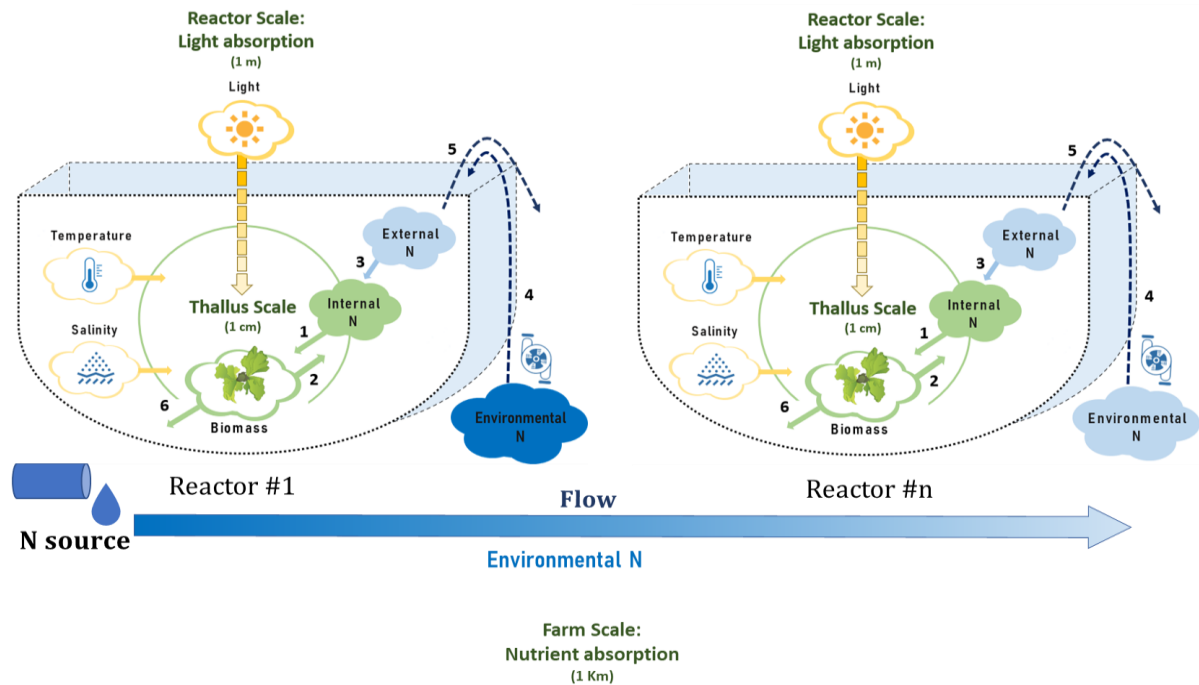 Reactor Scale:
Light absorption
(1 m)
Light
5
External
N
Temperature
3
Internal
N
4
Thallus Scale
(1 cm)
1
Salinity
2
6
Biomass
Environmental
N
Reactor #1
Reactor Scale:
Light absorption
(1 m)
Light
5
External
N
Temperature
3
Internal
N
4
Thallus Scale
(1 cm)
1
Salinity
2
6
Biomass
Environmental
N
Reactor #n
N source
Flow
Environmental N
Farm Scale:
Nutrient absorption
(1 Km)